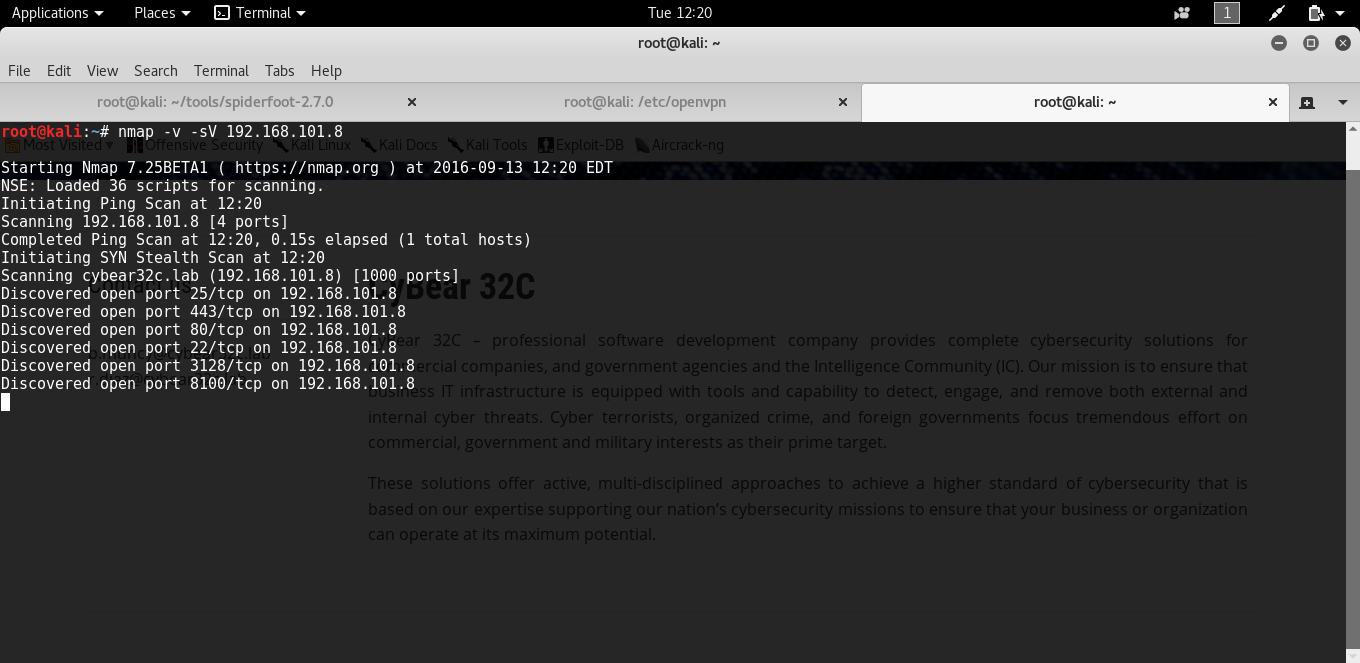 Applications Places Terminal Tue 12:20 1
root@kali: ~
File Edit View Search Terminal Tabs Help
root@kali: ~/tools/spiderfoot-2.7.0 root@kali: /etc/openvpn root@kali: ~
root@kali:~# nmap -v -sV 192.168.101.8
Most Visited Offensive Security Kali Linux Kali Docs Kali Tools Exploit-DB Aircrack-ng
Starting Nmap 7.25BETA1 ( https://nmap.org ) at 2016-09-13 12:20 EDT
NSE: Loaded 36 scripts for scanning.
Initiating Ping Scan at 12:20
Scanning 192.168.101.8 [4 ports]
Completed Ping Scan at 12:20, 0.15s elapsed (1 total hosts)
Initiating SYN Stealth Scan at 12:20
Scanning cybear32c.lab (192.168.101.8) [1000 ports]
Discovered open port 25/tcp on 192.168.101.8
Discovered open port 443/tcp on 192.168.101.8
Discovered open port 80/tcp on 192.168.101.8
Discovered open port 22/tcp on 192.168.101.8
Discovered open port 3128/tcp on 192.168.101.8
Discovered open port 8100/tcp on 192.168.101.8
Contact us
CyBear 32C
Cybear 32C – professional software development company provides complete cybersecurity solutions for
commercial companies, and government agencies and the Intelligence Community (IC). Our mission is to ensure that
business IT infrastructure is equipped with tools and capability to detect, engage, and remove both external and
internal cyber threats. Cyber terrorists, organized crime, and foreign governments focus tremendous effort on
commercial, government and military interests as their prime target.
These solutions offer active, multi-disciplined approaches to achieve a higher standard of cybersecurity that is
based on our expertise supporting our nation's cybersecurity missions to ensure that your business or organization
can operate at its maximum potential.